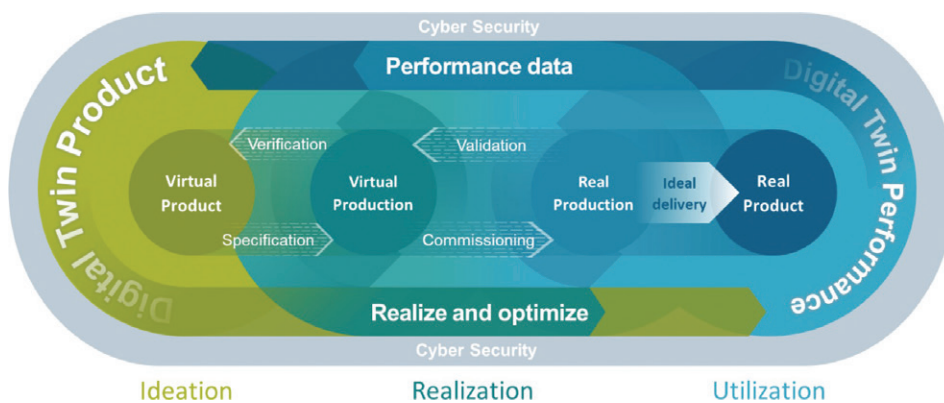 Cyber Security
Performance data
Digital Twin Product
Digital Twin Performance
Digital
Verification
Validation
Virtual
Product
Virtual
Production
Real
Production
Ideal
delivery
Real
Product
Specification
Commissioning
Realize and optimize
Cyber Security
Ideation
Realization
Utilization